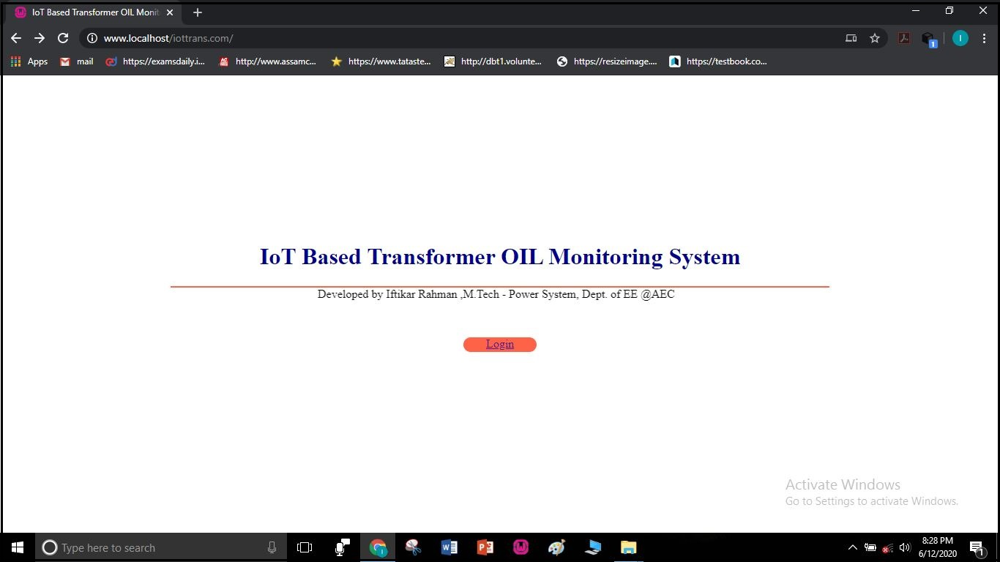 IoT Based Transformer OIL Monit
www.localhost/iottrans.com/
Apps
mail
https://examsdaily.i...
http://www.assamc...
https://www.tataste...
http://dbt1.volunte...
https://resizeimage....
https://testbook.co...
1
I
IoT Based Transformer OIL Monitoring System
Developed by Iftikar Rahman ,M.Tech - Power System, Dept. of EE @AEC
Login
Activate Windows
Go to Settings to activate Windows.
Type here to search
8:28 PM
6/12/2020
1